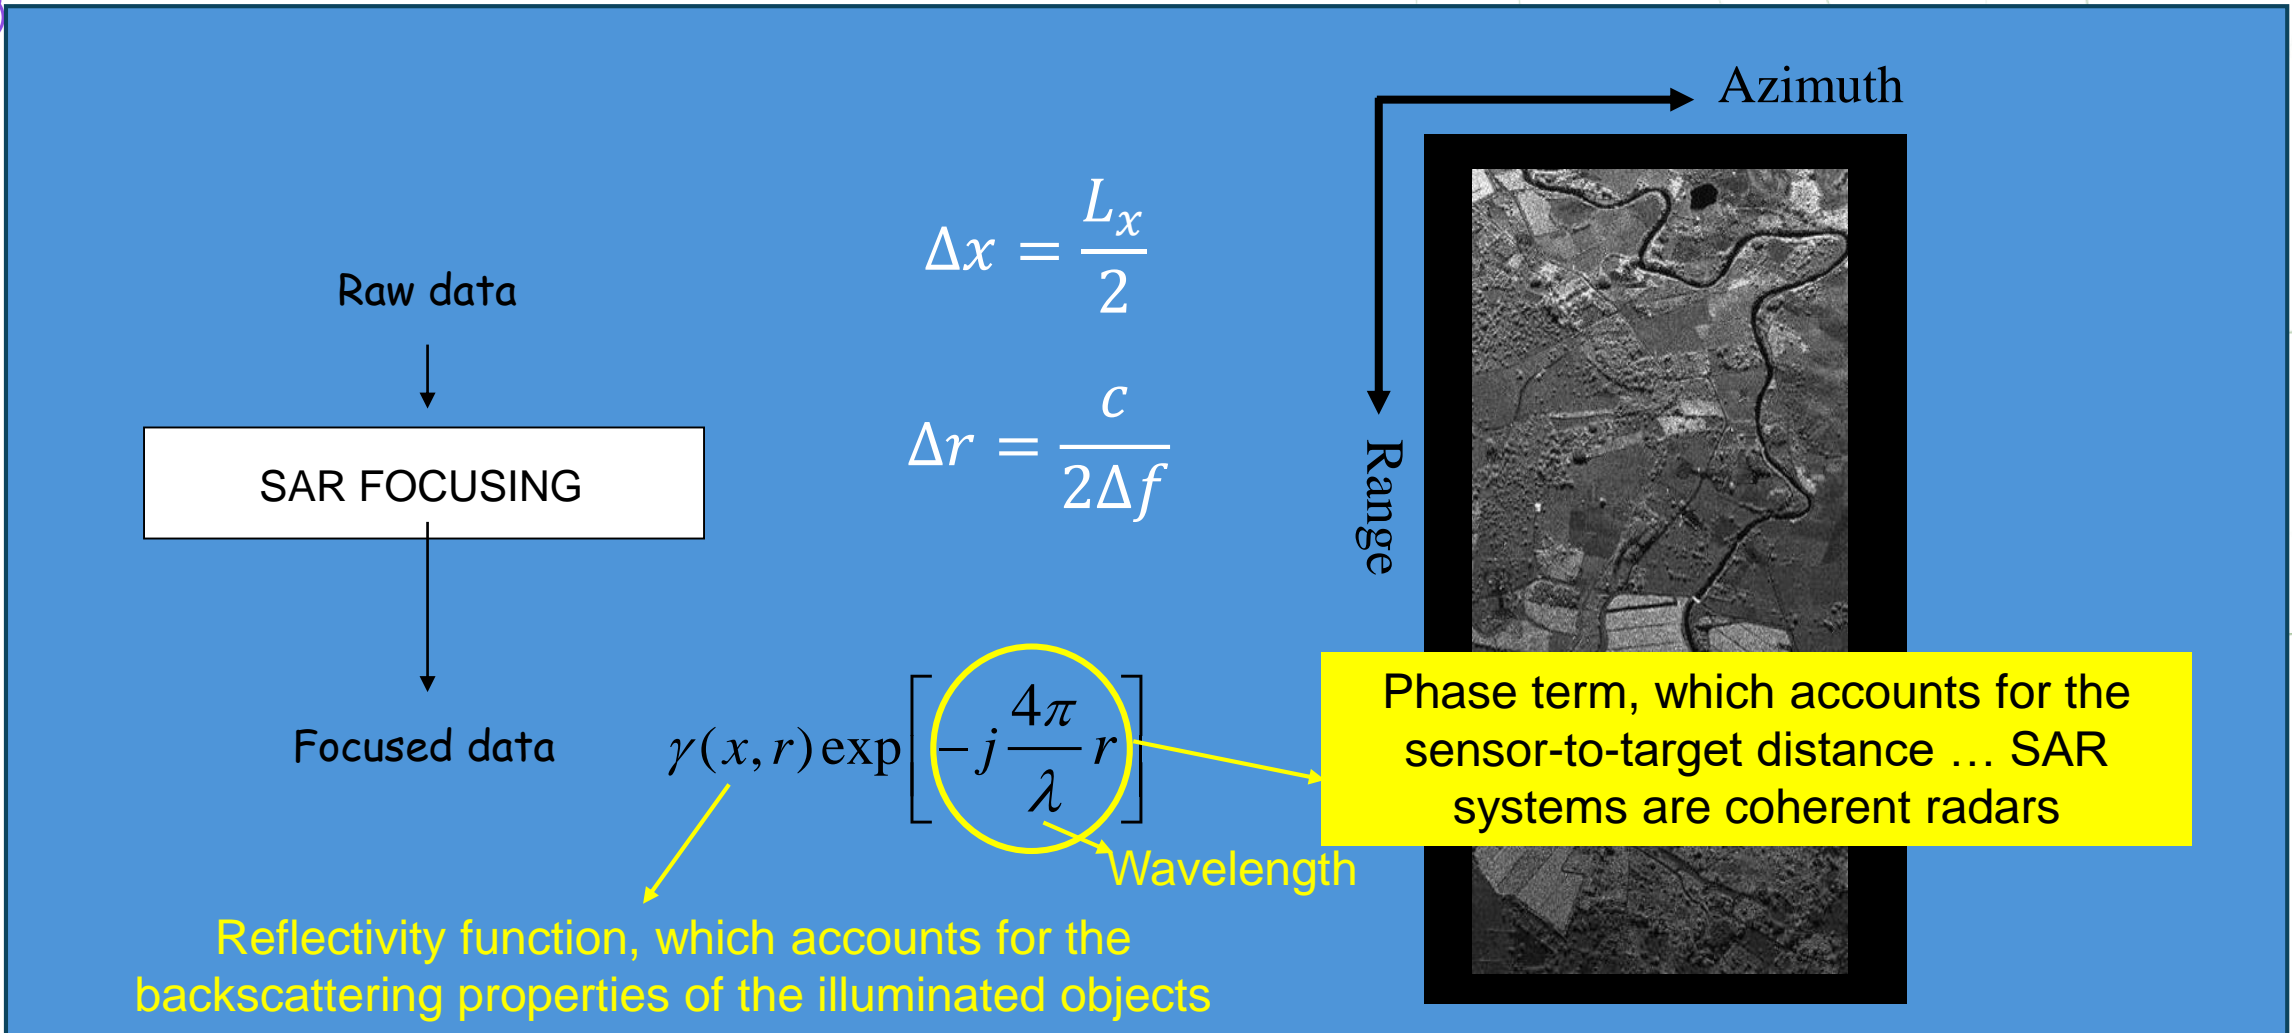 Azimuth
Range
Raw data
SAR FOCUSING
Focused data
Δx = L_x / 2
Δr = c / 2Δf
γ(x, r) exp[−j 4π/λ r]
Phase term, which accounts for the
sensor-to-target distance … SAR
systems are coherent radars
Wavelength
Reflectivity function, which accounts for the
backscattering properties of the illuminated objects